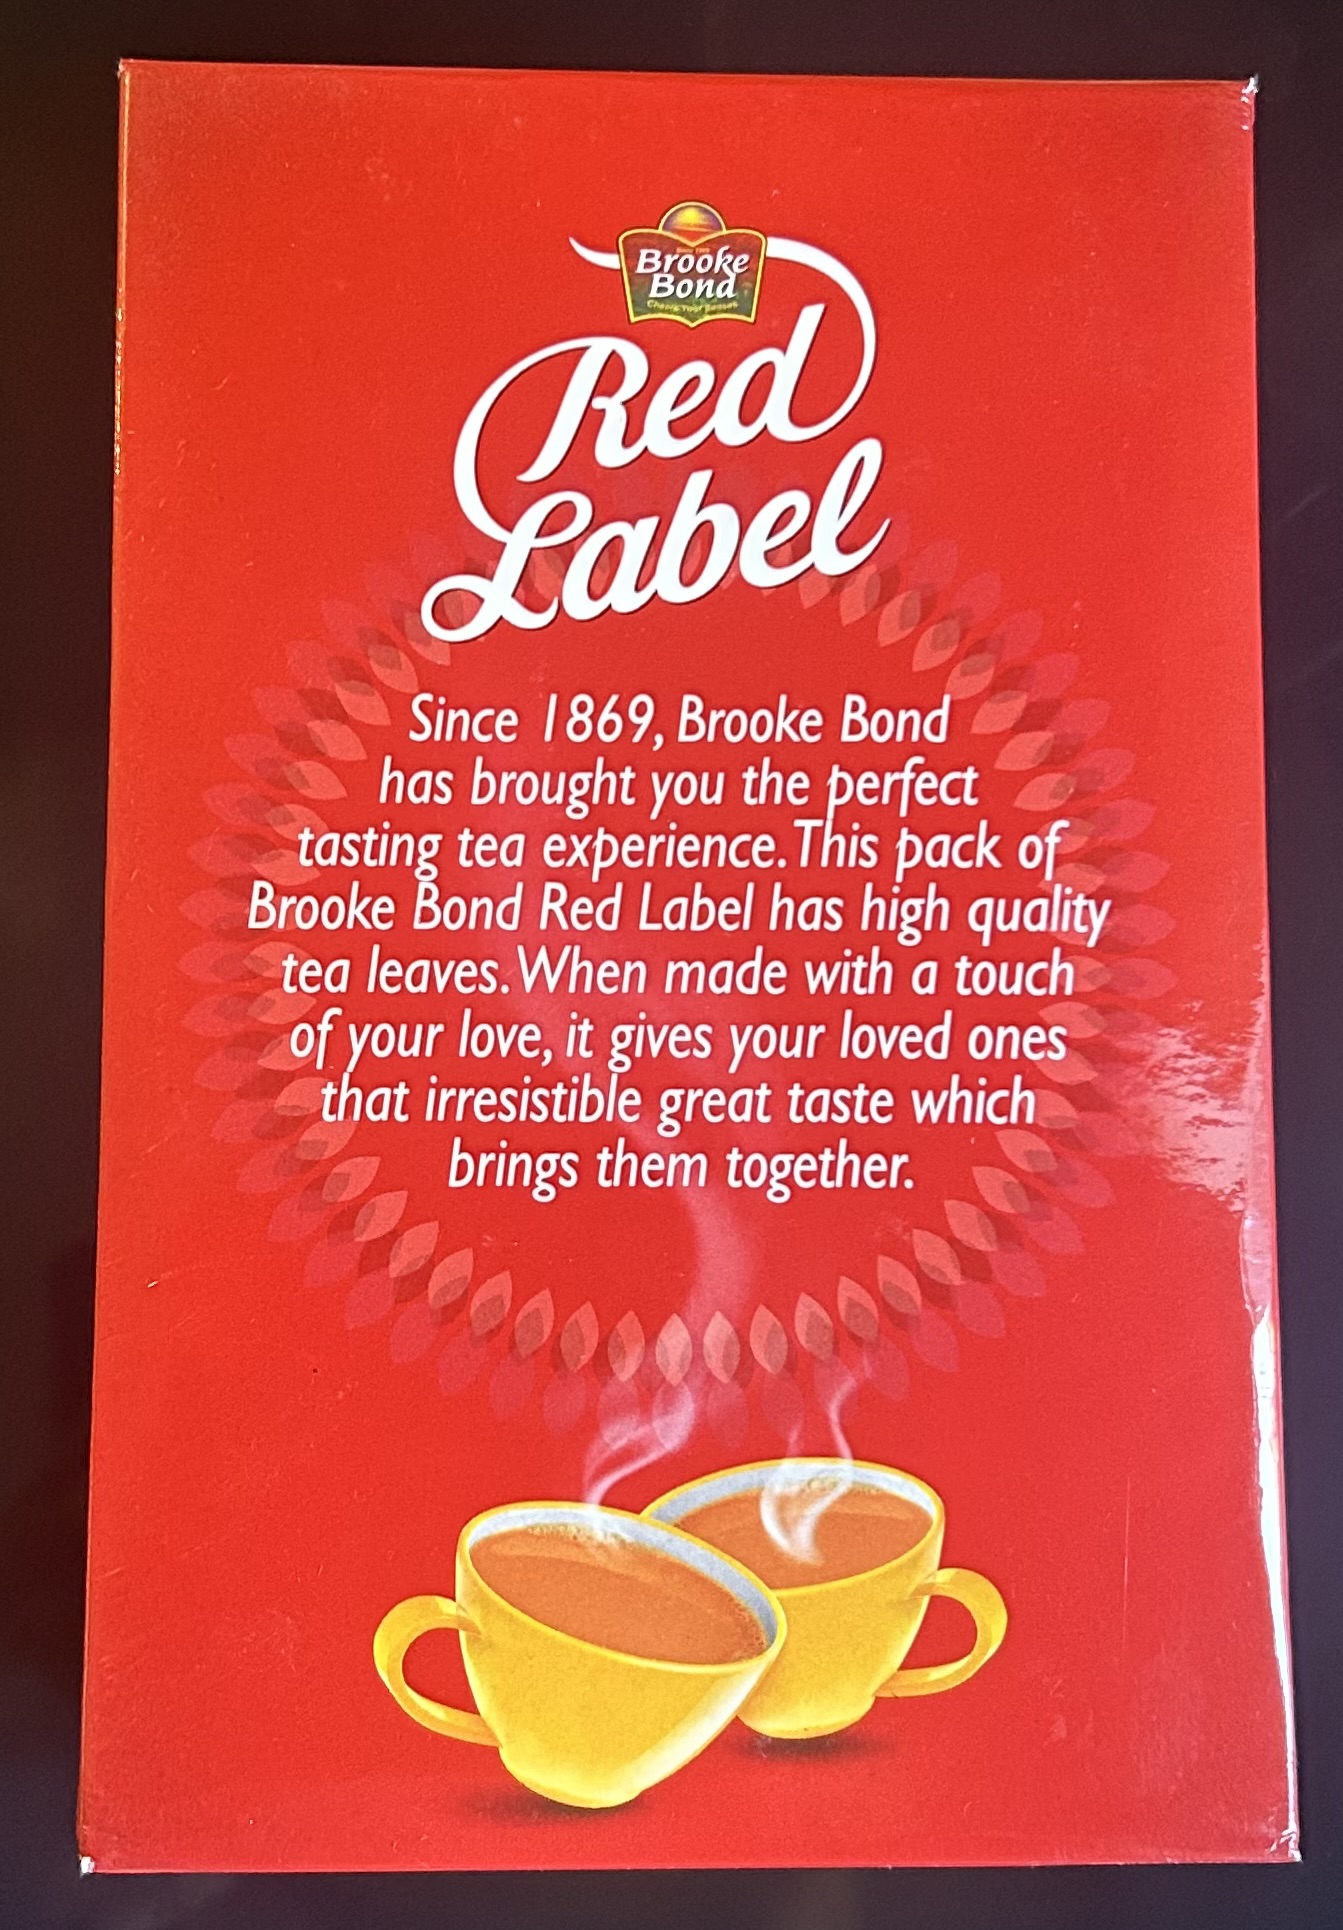 Brooke
Bond
Red
Label
Since 1869, Brooke Bond
has brought you the perfect
tasting tea experience. This pack of
Brooke Bond Red Label has high quality
tea leaves. When made with a touch
of your love, it gives your loved ones
that irresistible great taste which
brings them together.